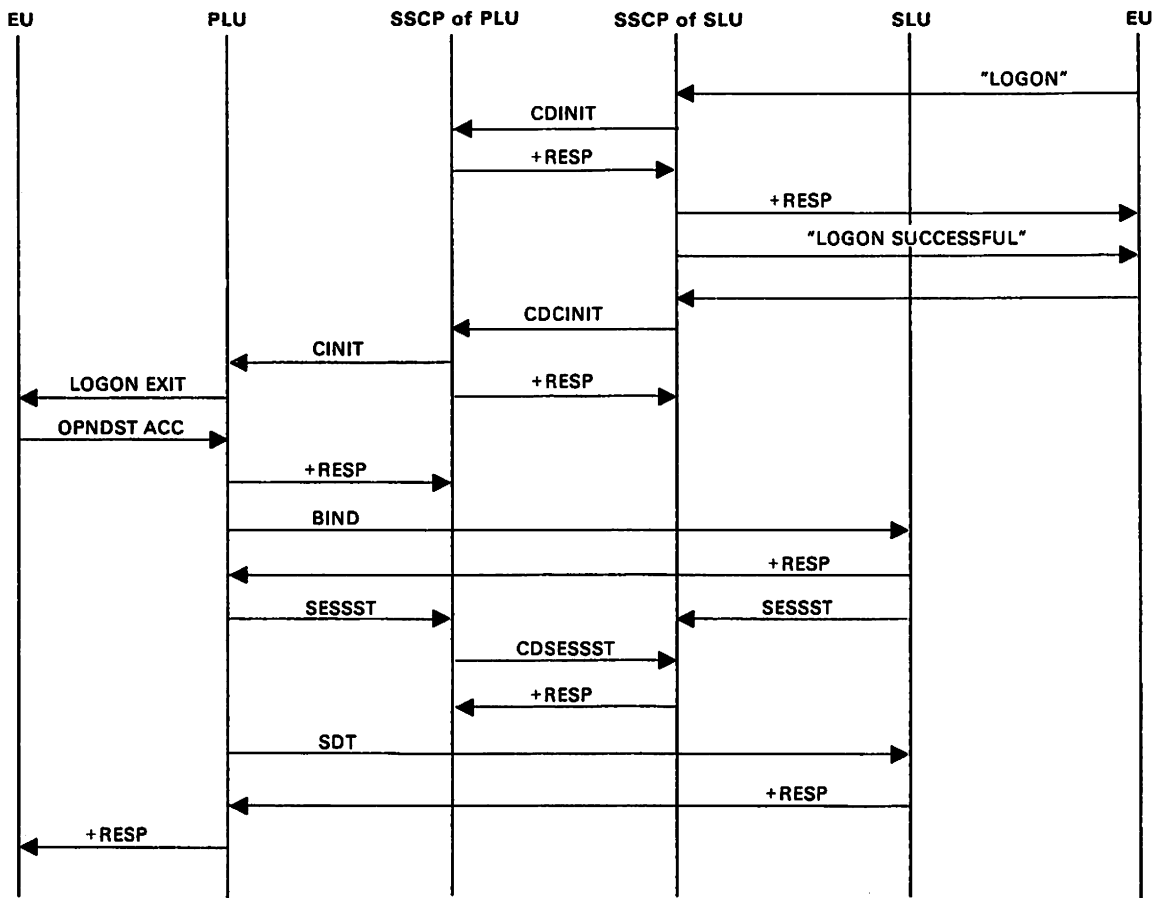 EU PLU SSCP of PLU SSCP of SLU SLU EU
"LOGON"
CDINIT
+RESP
+RESP
"LOGON SUCCESSFUL"
CDCINIT
CINIT
LOGON EXIT +RESP
OPNDST ACC
+RESP
BIND
+RESP
SESSST SESSST
CDSESSST
+RESP
SDT
+RESP
+RESP